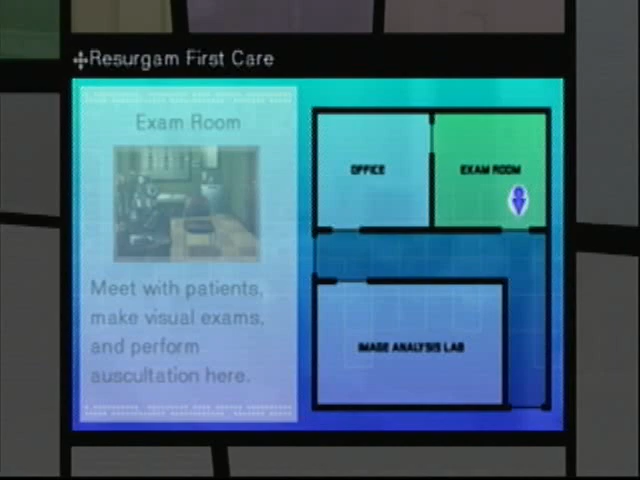 Resurgam First Care
Exam Room
Meet with patients,
make visual exams,
and perform
auscultation here.
OFFICE
EXAM ROOM
IMAGE ANALYSIS LAB